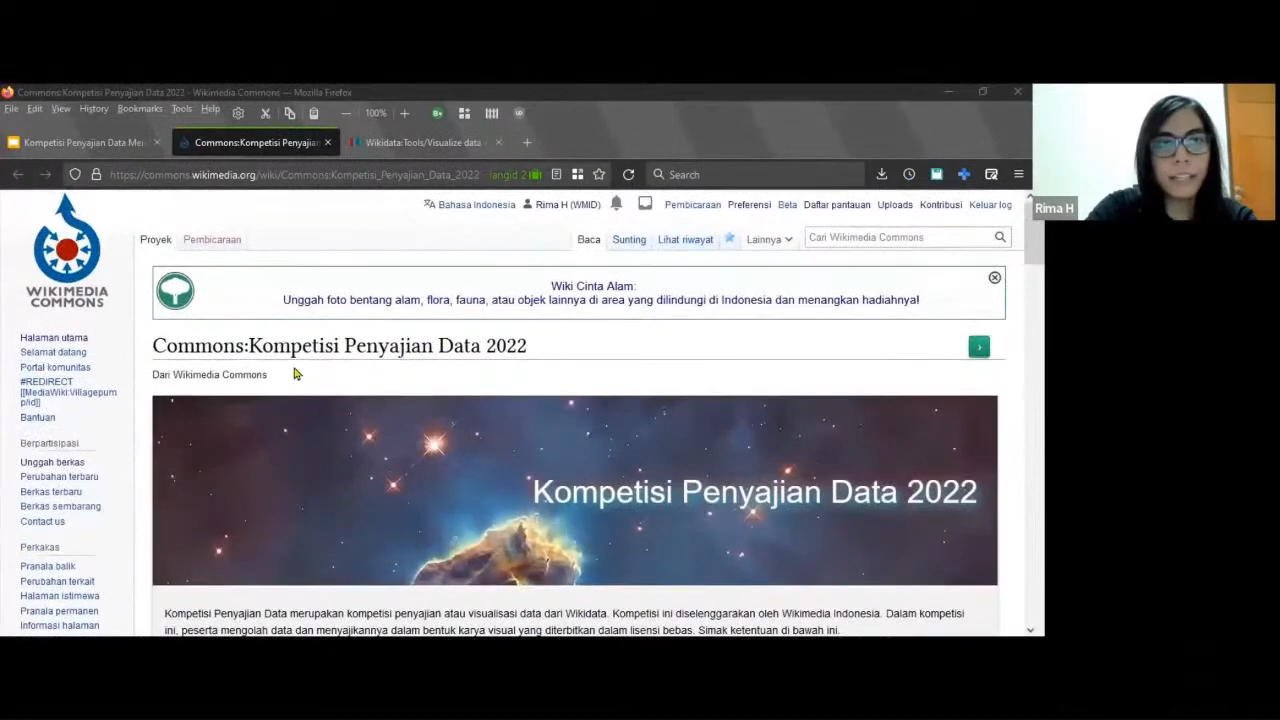 Commons:Kompetisi Penyajian Data 2022 - Wikimedia Commons — Mozilla Firefox
File Edit View History Bookmarks Tools Help
100%
Kompetisi Penyajian Data Me
Commons:Kompetisi Penyajian
Wikidata:Tools/Visualize data
https://commons.wikimedia.org/wiki/Commons:Kompetisi_Penyajian_Data_2022
langid 2
Search
Rima H
Bahasa Indonesia
Rima H (WMID)
Pembicaraan
Preferensi
Beta
Daftar pantauan
Uploads
Kontribusi
Keluar log
WIKIMEDIA
COMMONS
Proyek
Pembicaraan
Baca
Sunting
Lihat riwayat
Lainnya
Cari Wikimedia Commons
Wiki Cinta Alam:
Unggah foto bentang alam, flora, fauna, atau objek lainnya di area yang dilindungi di Indonesia dan menangkan hadiahnya!
Halaman utama
Selamat datang
Portal komunitas
#REDIRECT
[[MediaWiki:Villagepum
p/id]]
Bantuan
Berpartisipasi
Unggah berkas
Perubahan terbaru
Berkas terbaru
Berkas sembarang
Contact us
Perkakas
Pranala balik
Perubahan terkait
Halaman istimewa
Pranala permanen
Informasi halaman
Commons:Kompetisi Penyajian Data 2022
Dari Wikimedia Commons
Kompetisi Penyajian Data 2022
Kompetisi Penyajian Data merupakan kompetisi penyajian atau visualisasi data dari Wikidata. Kompetisi ini diselenggarakan oleh Wikimedia Indonesia. Dalam kompetisi
ini, peserta mengolah data dan menyajikannya dalam bentuk karya visual yang diterbitkan dalam lisensi bebas. Simak ketentuan di bawah ini.